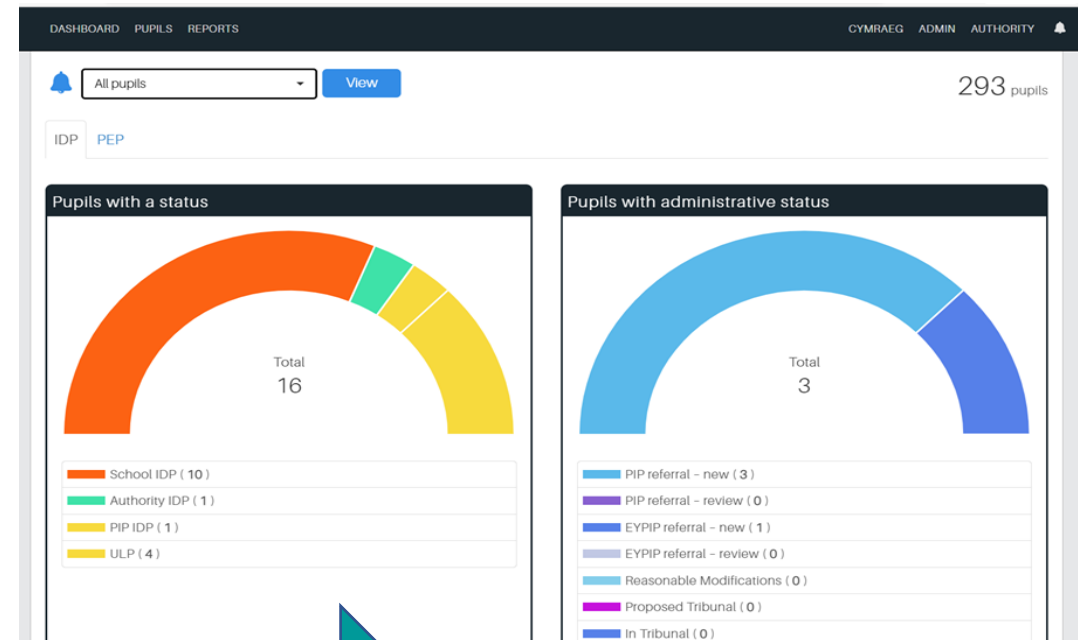 DASHBOARD PUPILS REPORTS CYMRAEG ADMIN AUTHORITY
All pupils View 293 pupils
IDP PEP
Pupils with a status
Total
16
School IDP ( 10 )
Authority IDP ( 1 )
PIP IDP ( 1 )
ULP ( 4 )
Pupils with administrative status
Total
3
PIP referral – new ( 3 )
PIP referral – review ( 0 )
EYPIP referral – new ( 1 )
EYPIP referral – review ( 0 )
Reasonable Modifications ( 0 )
Proposed Tribunal ( 0 )
In Tribunal ( 0 )